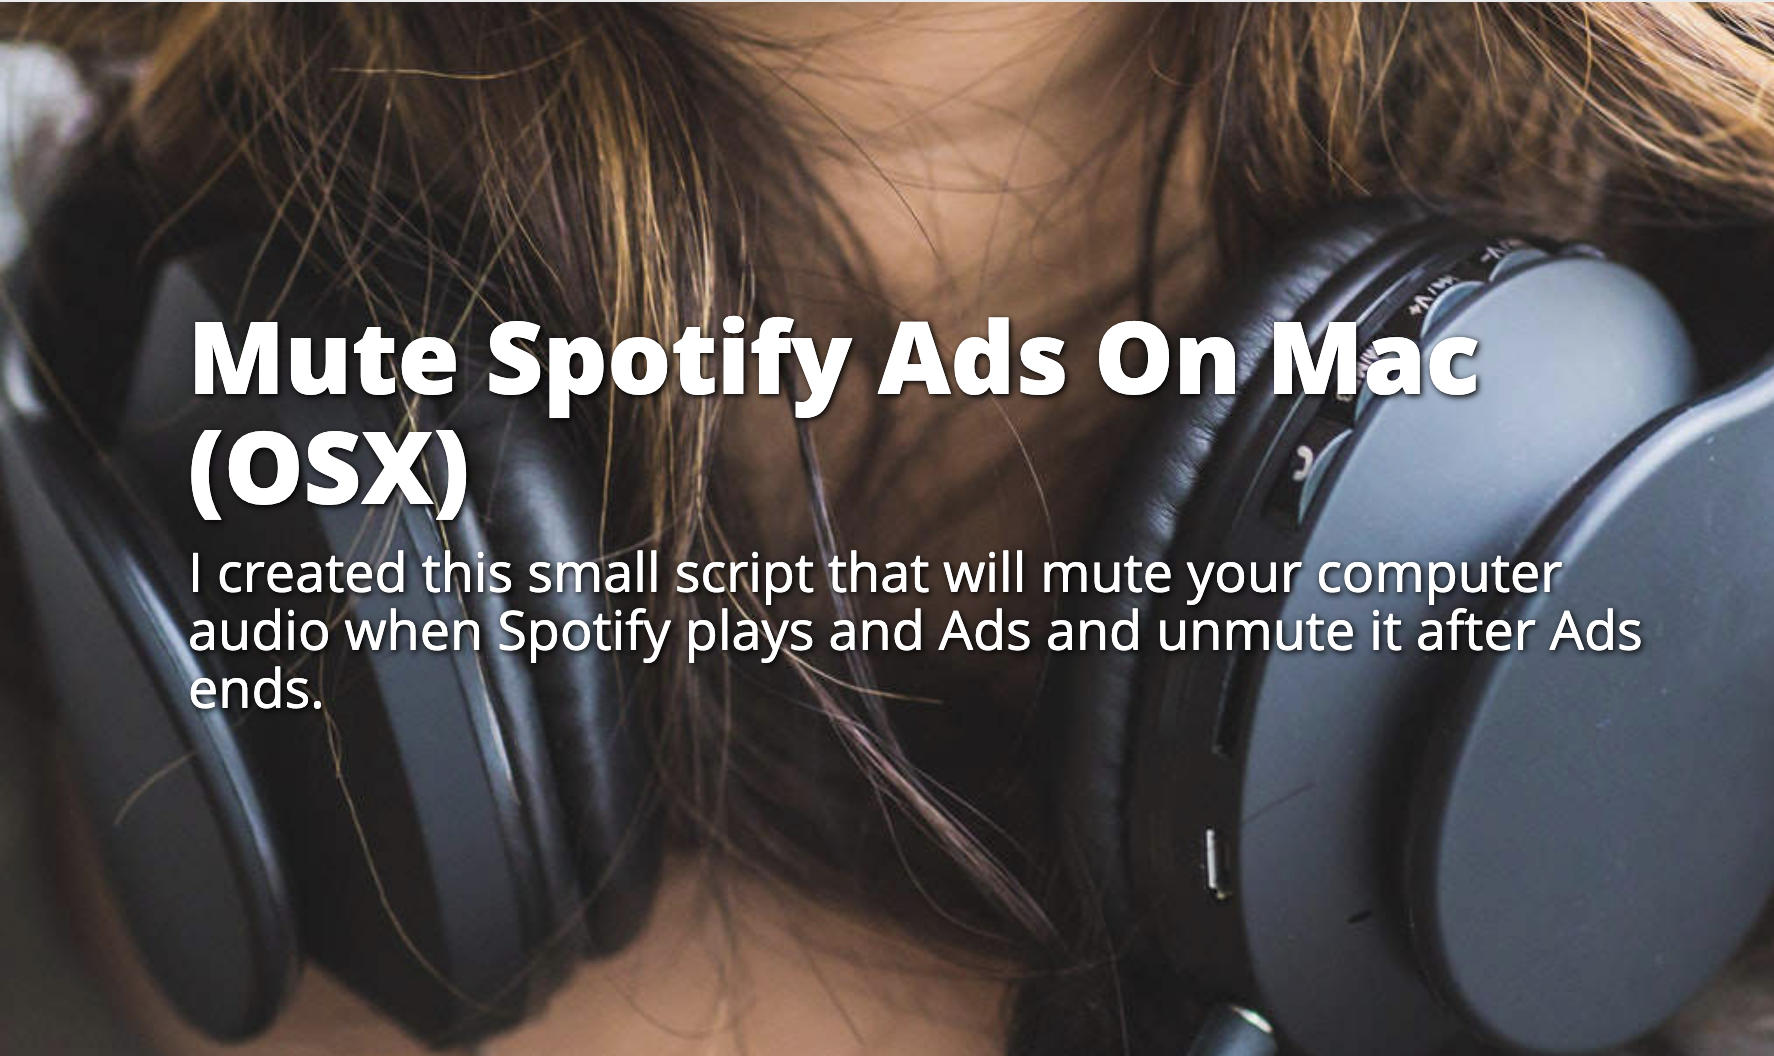 Mute Spotify Ads On Mac
(OSX)
I created this small script that will mute your computer
audio when Spotify plays and Ads and unmute it after Ads
ends.